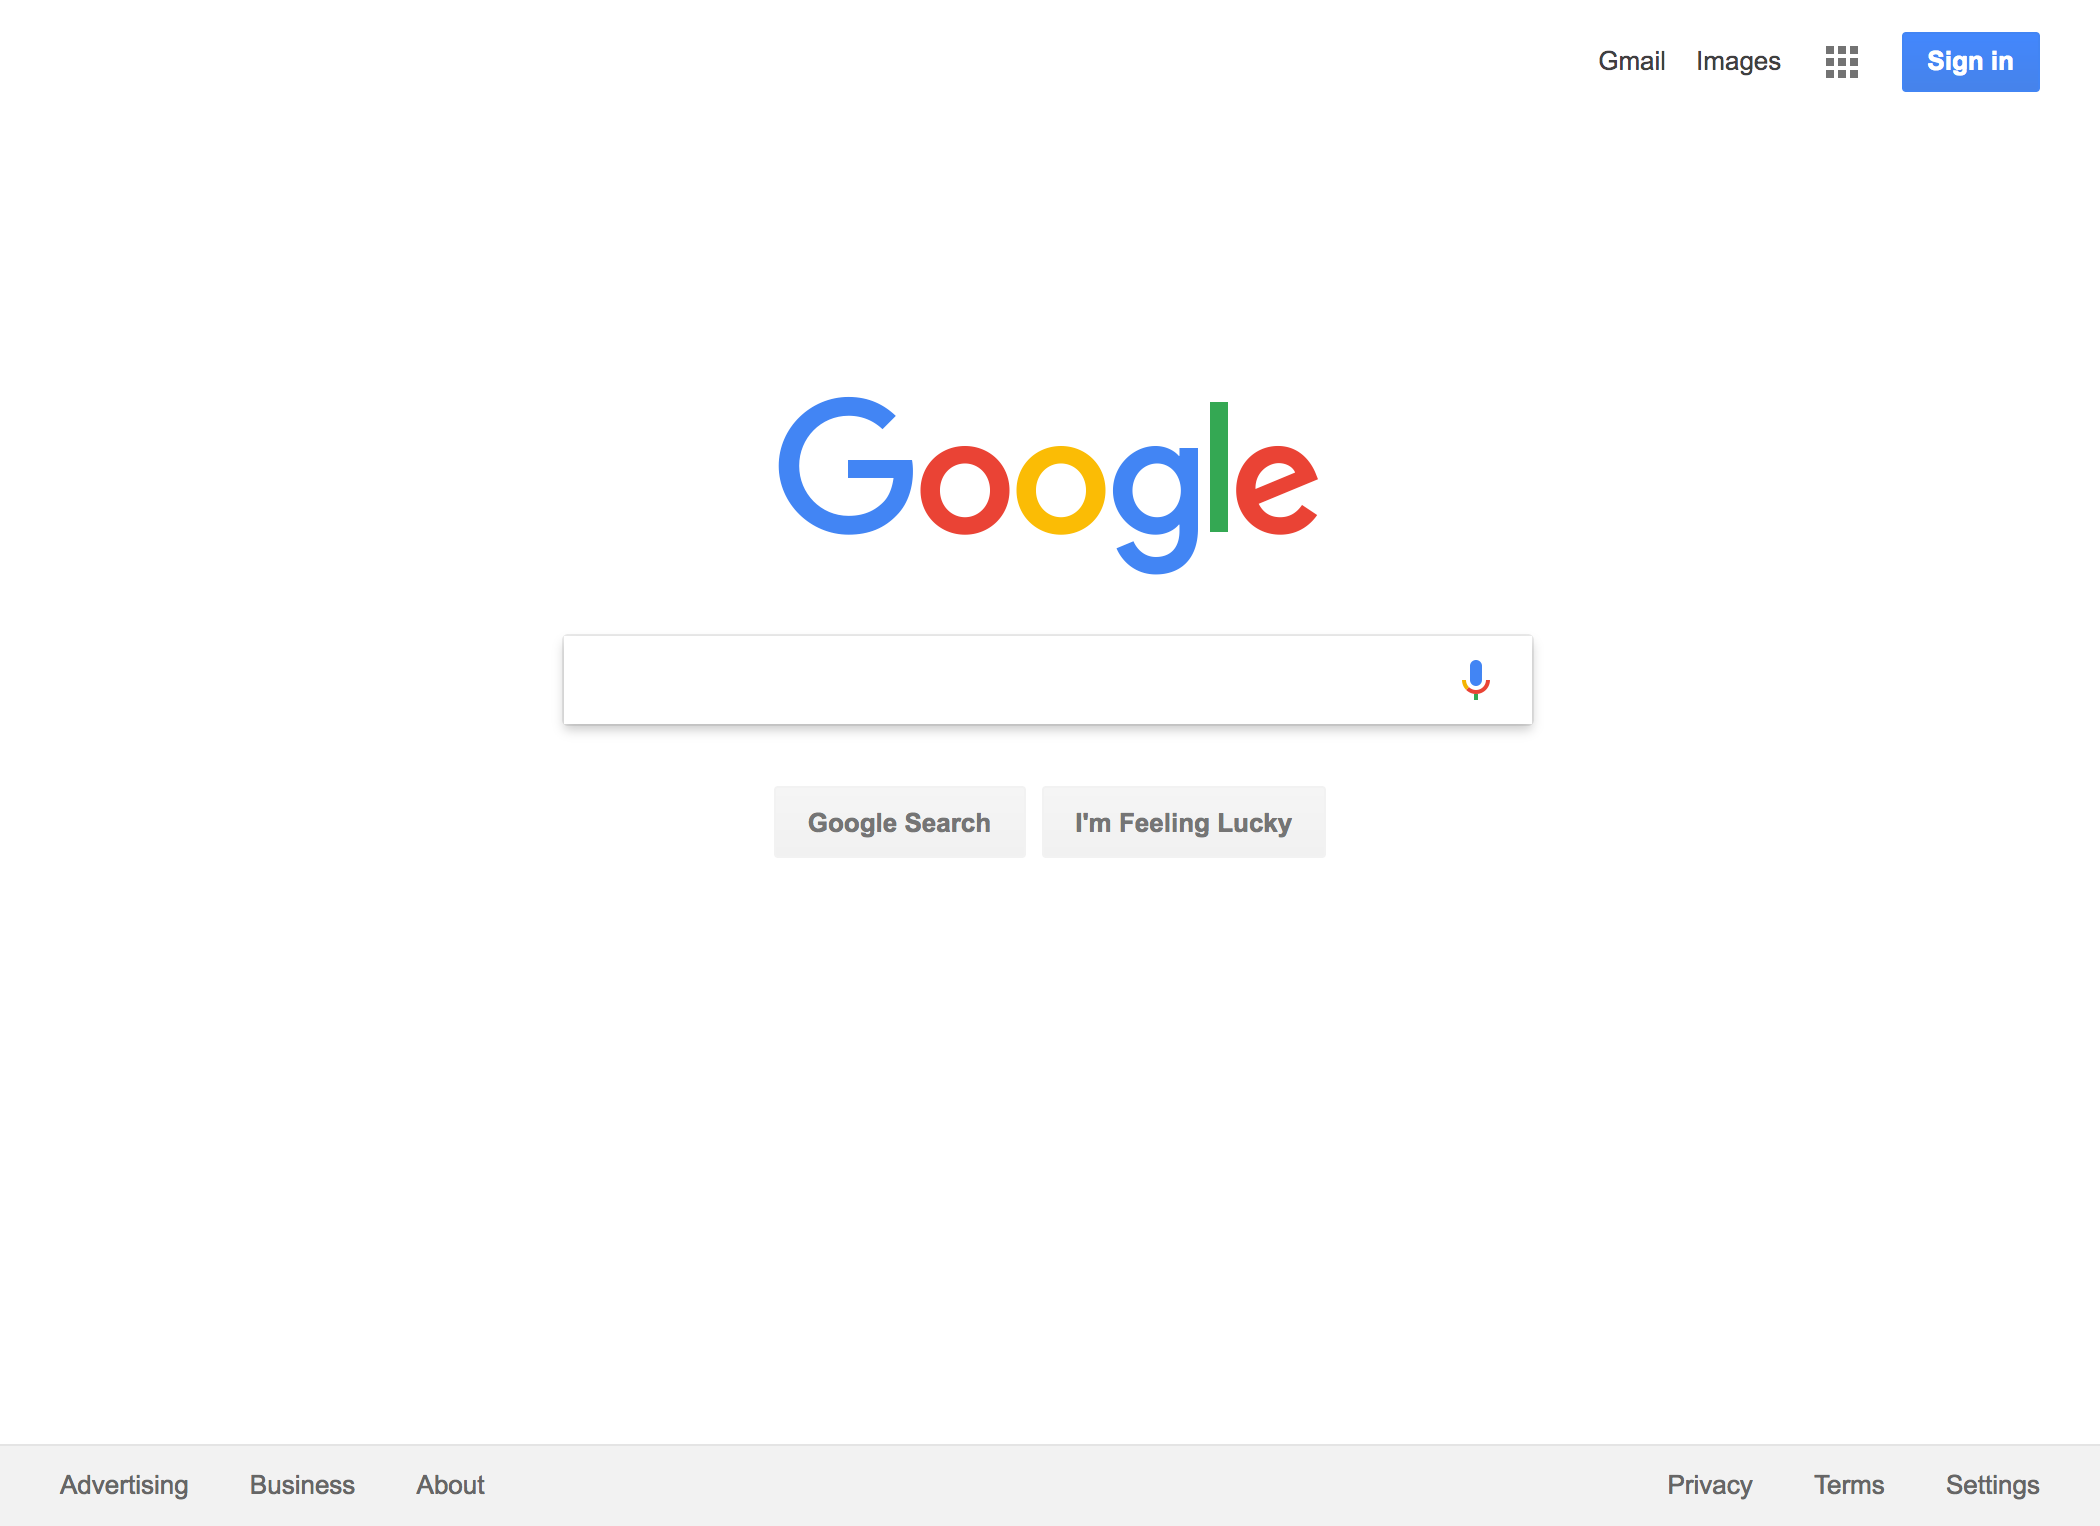 Gmail Images Sign in
Google
Google Search I'm Feeling Lucky
Advertising Business About Privacy Terms Settings